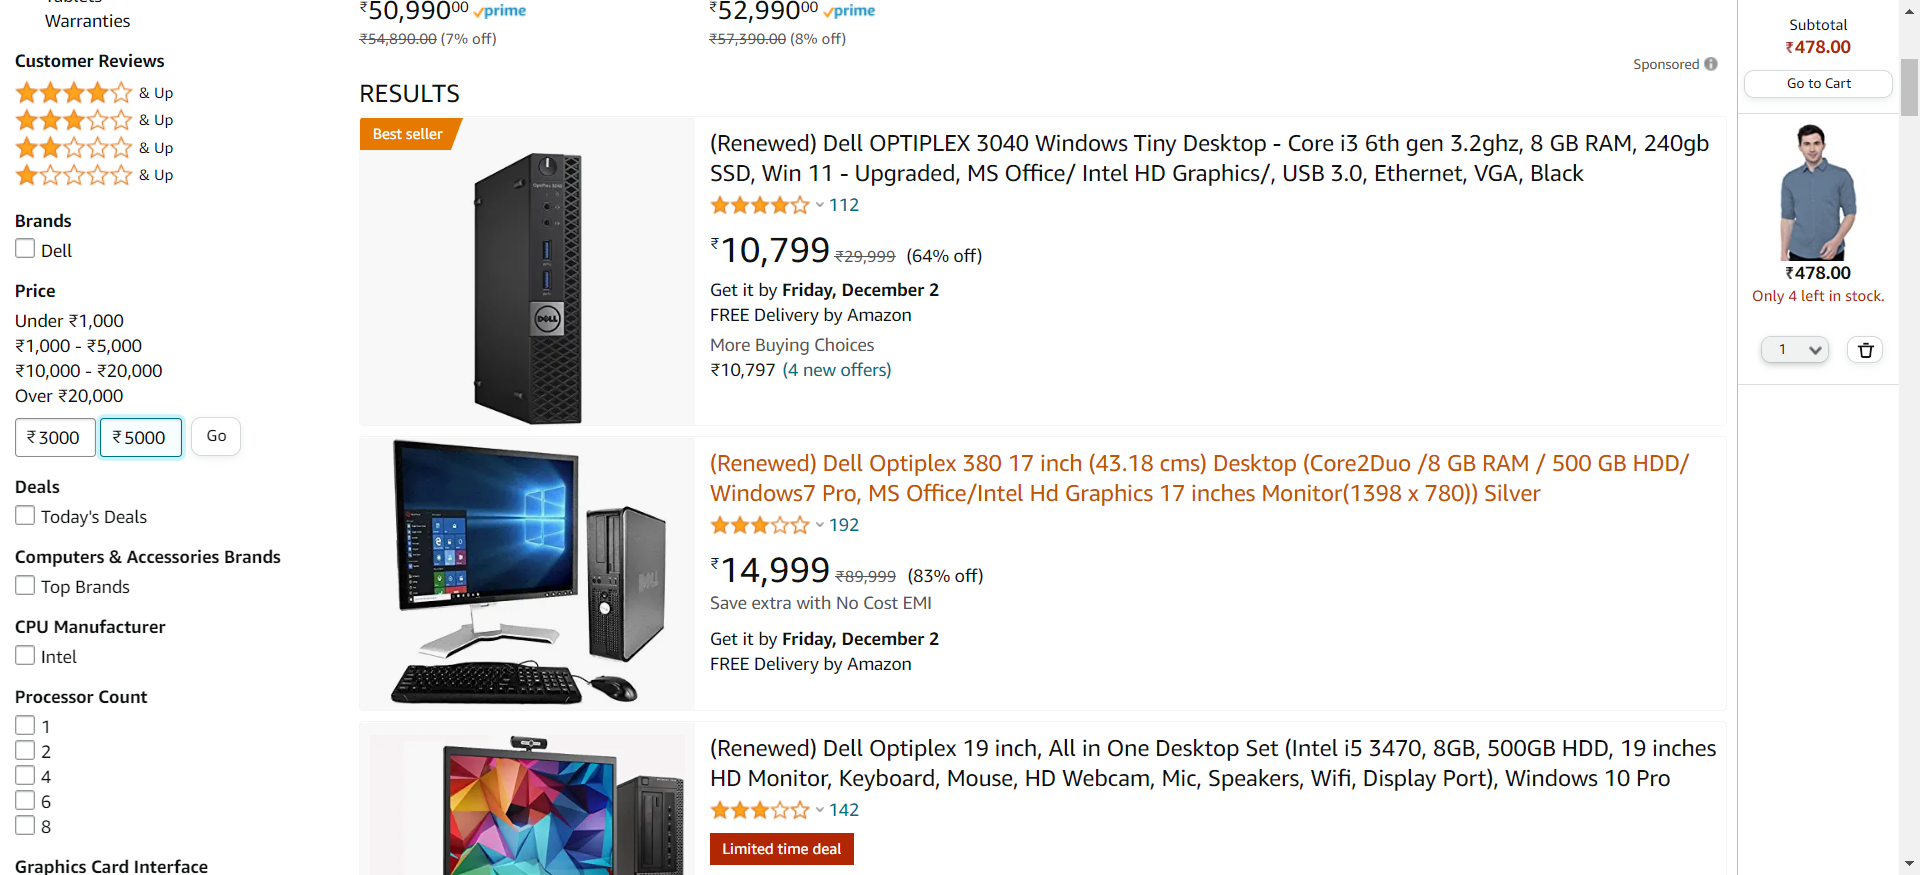 Tablets
Warranties
Customer Reviews
& Up
& Up
& Up
& Up
Brands
Dell
Price
Under ₹1,000
₹1,000 - ₹5,000
₹10,000 - ₹20,000
Over ₹20,000
₹ 3000
₹ 5000
Go
Deals
Today's Deals
Computers & Accessories Brands
Top Brands
CPU Manufacturer
Intel
Processor Count
1
2
4
6
8
Graphics Card Interface
₹50,990⁰⁰ prime
₹54,890.00 (7% off)
₹52,990⁰⁰ prime
₹57,390.00 (8% off)
Sponsored
RESULTS
Best seller
OptiPlex 3040
DELL
(Renewed) Dell OPTIPLEX 3040 Windows Tiny Desktop - Core i3 6th gen 3.2ghz, 8 GB RAM, 240gb
SSD, Win 11 - Upgraded, MS Office/ Intel HD Graphics/, USB 3.0, Ethernet, VGA, Black
112
₹10,799 ₹29,999 (64% off)
Get it by Friday, December 2
FREE Delivery by Amazon
More Buying Choices
₹10,797 (4 new offers)
DELL
(Renewed) Dell Optiplex 380 17 inch (43.18 cms) Desktop (Core2Duo /8 GB RAM / 500 GB HDD/
Windows7 Pro, MS Office/Intel Hd Graphics 17 inches Monitor(1398 x 780)) Silver
192
₹14,999 ₹89,999 (83% off)
Save extra with No Cost EMI
Get it by Friday, December 2
FREE Delivery by Amazon
(Renewed) Dell Optiplex 19 inch, All in One Desktop Set (Intel i5 3470, 8GB, 500GB HDD, 19 inches
HD Monitor, Keyboard, Mouse, HD Webcam, Mic, Speakers, Wifi, Display Port), Windows 10 Pro
142
Limited time deal
Subtotal
₹478.00
Go to Cart
₹478.00
Only 4 left in stock.
1